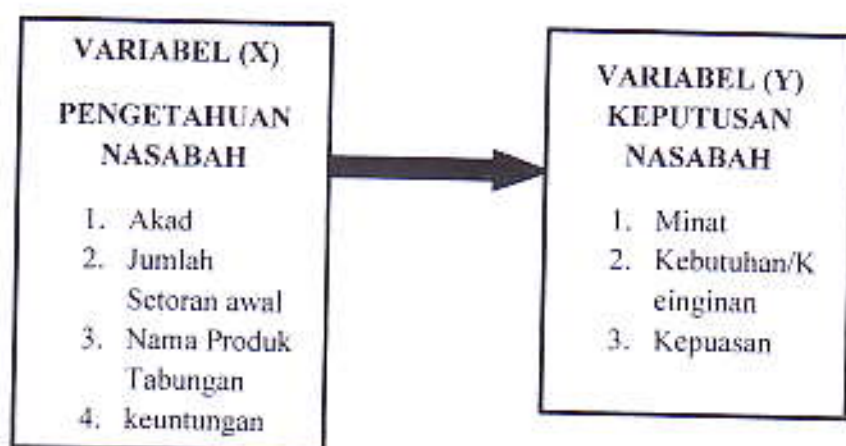 VARIABEL (X)
PENGETAHUAN
NASABAH
1. Akad
2. Jumlah
Setoran awal
3. Nama Produk
Tabungan
4. keuntungan
VARIABEL (Y)
KEPUTUSAN
NASABAH
1. Minat
2. Kebutuhan/K
einginan
3. Kepuasan